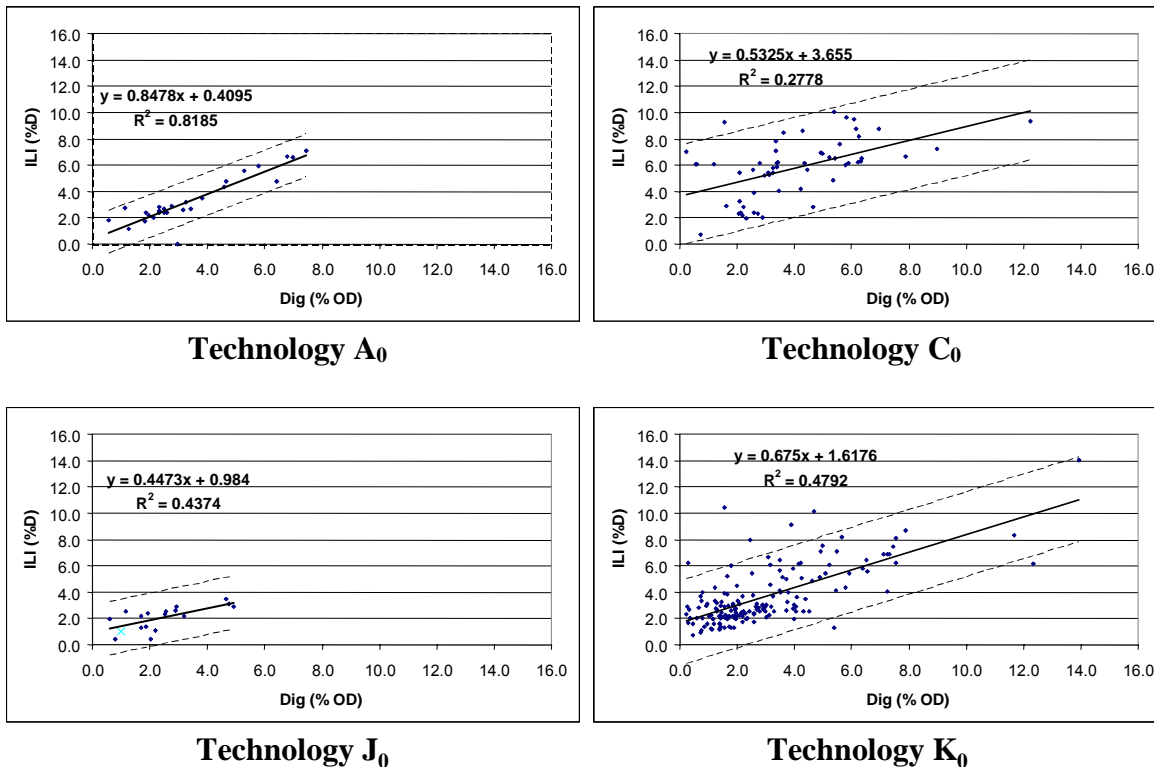 16.0
14.0
12.0
10.0
8.0
6.0
4.0
2.0
0.0
ILI (%D)
y = 0.8478x + 0.4095
R² = 0.8185
0.0 2.0 4.0 6.0 8.0 10.0 12.0 14.0 16.0
Dig (% OD)
Technology A₀
16.0
14.0
12.0
10.0
8.0
6.0
4.0
2.0
0.0
ILI (%D)
y = 0.5325x + 3.655
R² = 0.2778
0.0 2.0 4.0 6.0 8.0 10.0 12.0 14.0 16.0
Dig (% OD)
Technology C₀
16.0
14.0
12.0
10.0
8.0
6.0
4.0
2.0
0.0
ILI (%D)
y = 0.4473x + 0.984
R² = 0.4374
0.0 2.0 4.0 6.0 8.0 10.0 12.0 14.0 16.0
Dig (% OD)
Technology J₀
16.0
14.0
12.0
10.0
8.0
6.0
4.0
2.0
0.0
ILI (%D)
y = 0.675x + 1.6176
R² = 0.4792
0.0 2.0 4.0 6.0 8.0 10.0 12.0 14.0 16.0
Dig (% OD)
Technology K₀